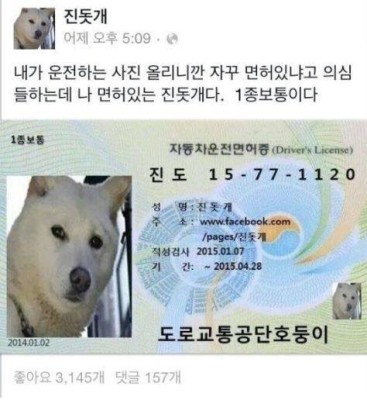 진돗개
어제 오후 5:09 ·
내가 운전하는 사진 올리니깐 자꾸 면허있냐고 의심
들하는데 나 면허있는 진돗개다.  1종보통이다
1종보통
자동차운전면허증 (Driver's License)
진도 15-77-1120
성 명 : 진돗개
주 소 : www.facebook.com
/pages/진돗개
적성검사 2015.01.07
기 간: ~ 2015.04.28
2014.01.02
도로교통공단호둥이
좋아요 3,145개 댓글 157개